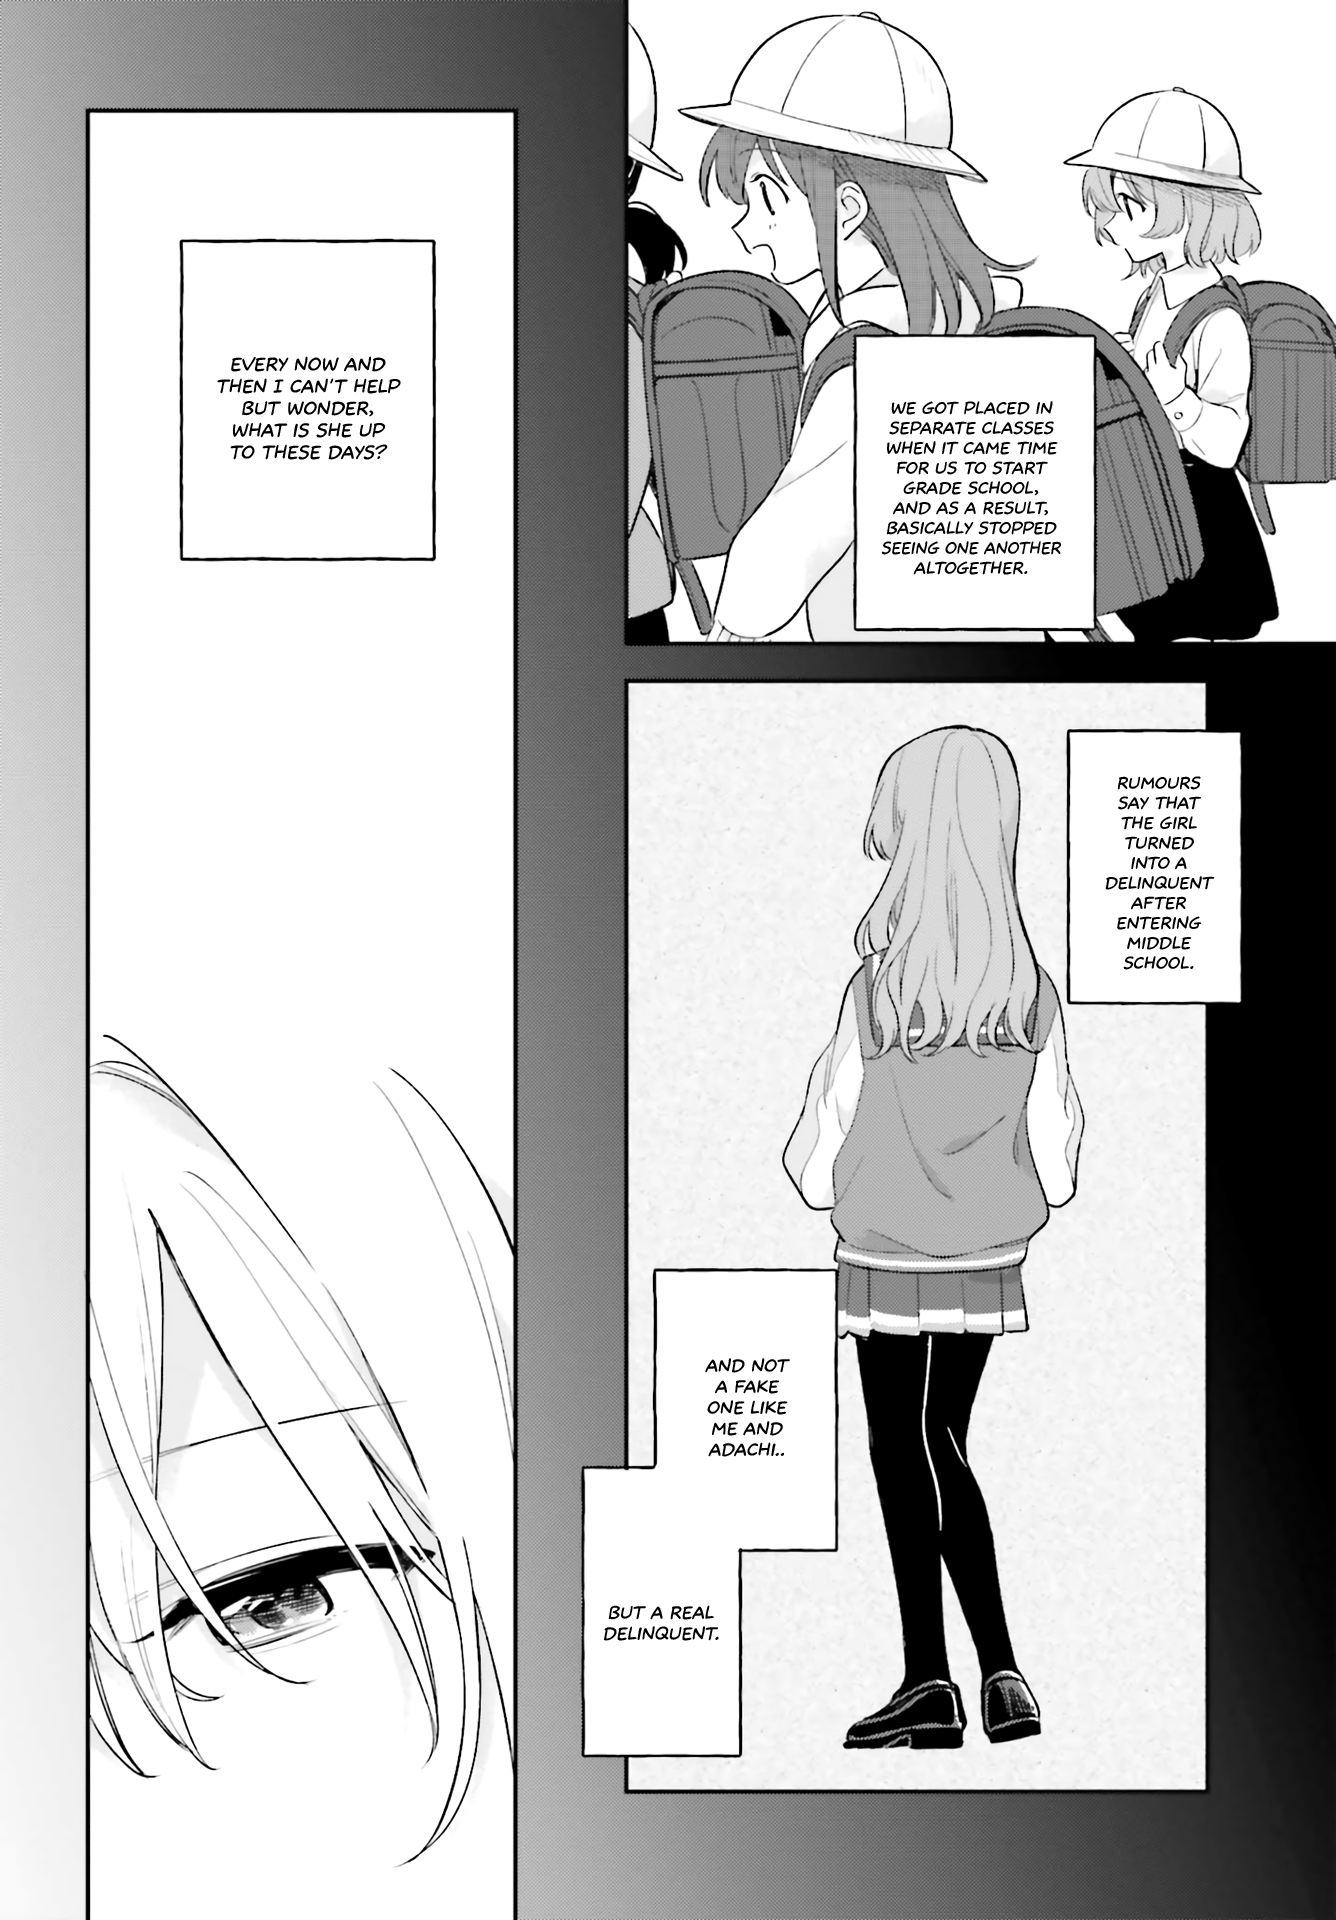 WE GOT PLACED IN
SEPARATE CLASSES
WHEN IT CAME TIME
FOR US TO START
GRADE SCHOOL,
AND AS A RESULT,
BASICALLY STOPPED
SEEING ONE ANOTHER
ALTOGETHER.
RUMOURS
SAY THAT
THE GIRL
TURNED
INTO A
DELINQUENT
AFTER
ENTERING
MIDDLE
SCHOOL.
AND NOT
A FAKE
ONE LIKE
ME AND
ADACHI..
BUT A REAL
DELINQUENT.
EVERY NOW AND
THEN I CAN'T HELP
BUT WONDER,
WHAT IS SHE UP
TO THESE DAYS?